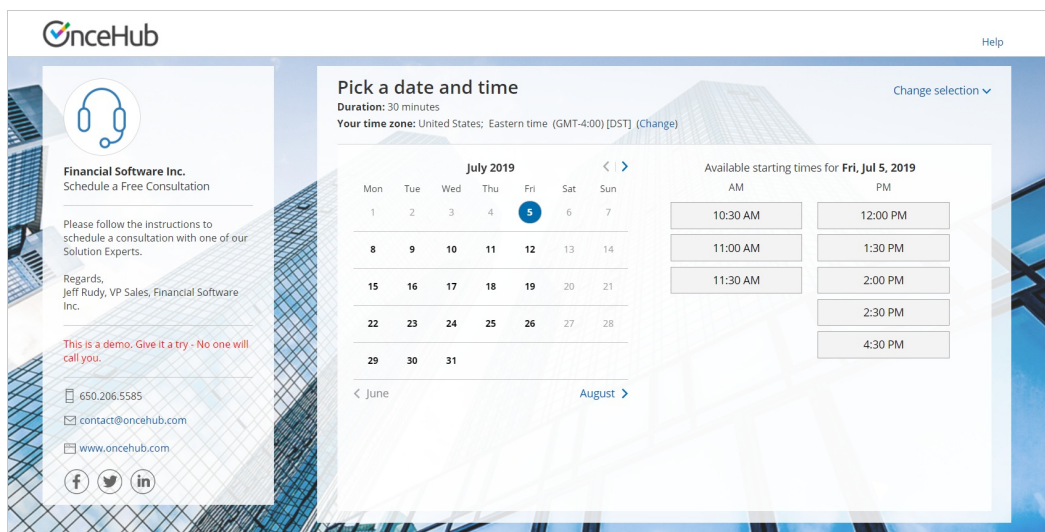 OnceHub
Help
Financial Software Inc.
Schedule a Free Consultation
Please follow the instructions to
schedule a consultation with one of our
Solution Experts.
Regards,
Jeff Rudy, VP Sales, Financial Software
Inc.
This is a demo. Give it a try - No one will
call you.
650.206.5585
contact@oncehub.com
www.oncehub.com
f in
Pick a date and time
Change selection
Duration: 30 minutes
Your time zone: United States; Eastern time (GMT-4:00) [DST] (Change)
July 2019
Mon Tue Wed Thu Fri Sat Sun
1 2 3 4 5 6 7
8 9 10 11 12 13 14
15 16 17 18 19 20 21
22 23 24 25 26 27 28
29 30 31
June August
Available starting times for Fri, Jul 5, 2019
AM PM
10:30 AM 12:00 PM
11:00 AM 1:30 PM
11:30 AM 2:00 PM
2:30 PM
4:30 PM